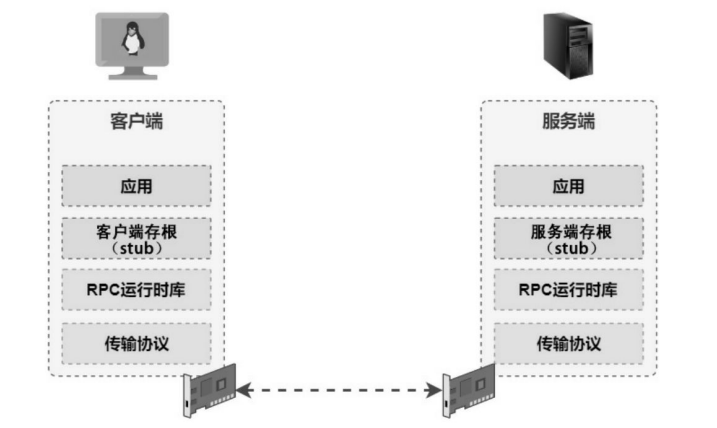 客户端
应用
客户端存根
（stub）
RPC运行时库
传输协议
服务端
应用
服务端存根
（stub）
RPC运行时库
传输协议